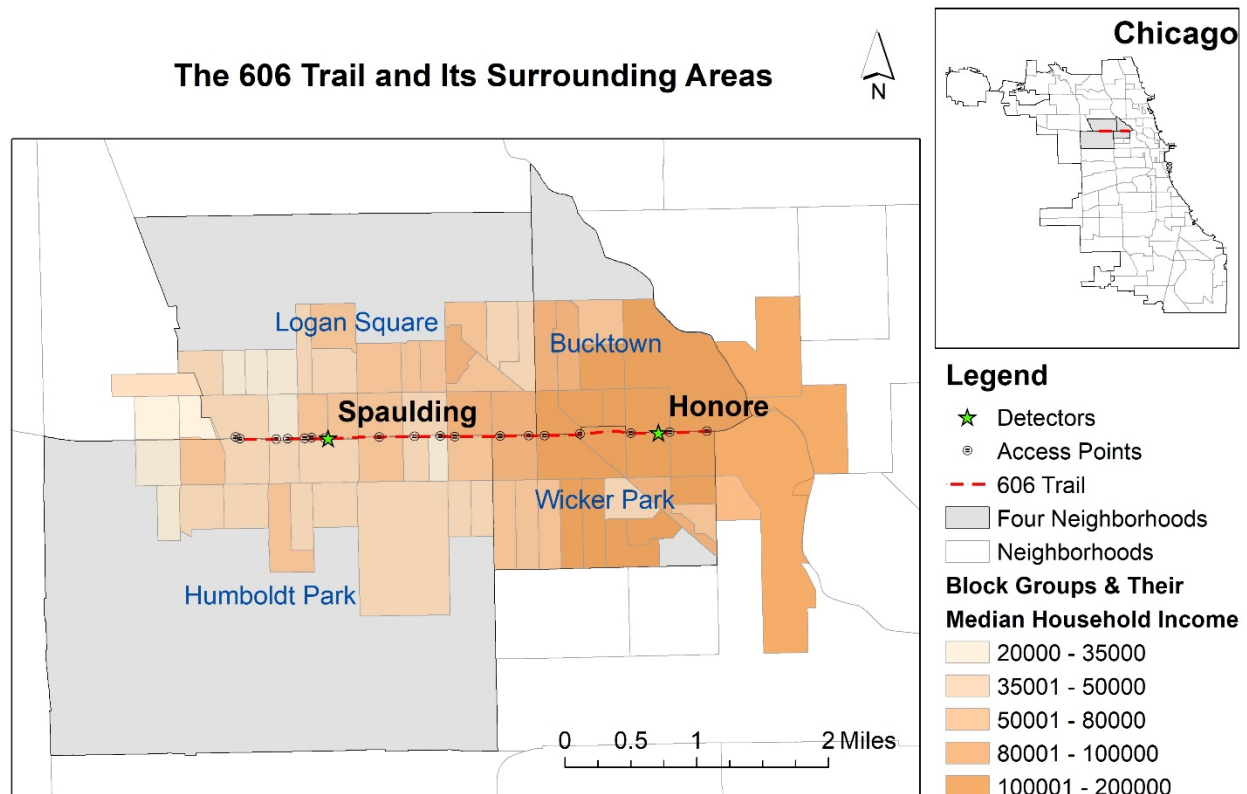 The 606 Trail and Its Surrounding Areas
N
Chicago
Logan Square
Bucktown
Spaulding
Honore
Wicker Park
Humboldt Park
0 0.5 1 2 Miles
Legend
Detectors
Access Points
606 Trail
Four Neighborhoods
Neighborhoods
Block Groups & Their
Median Household Income
20000 - 35000
35001 - 50000
50001 - 80000
80001 - 100000
100001 - 200000